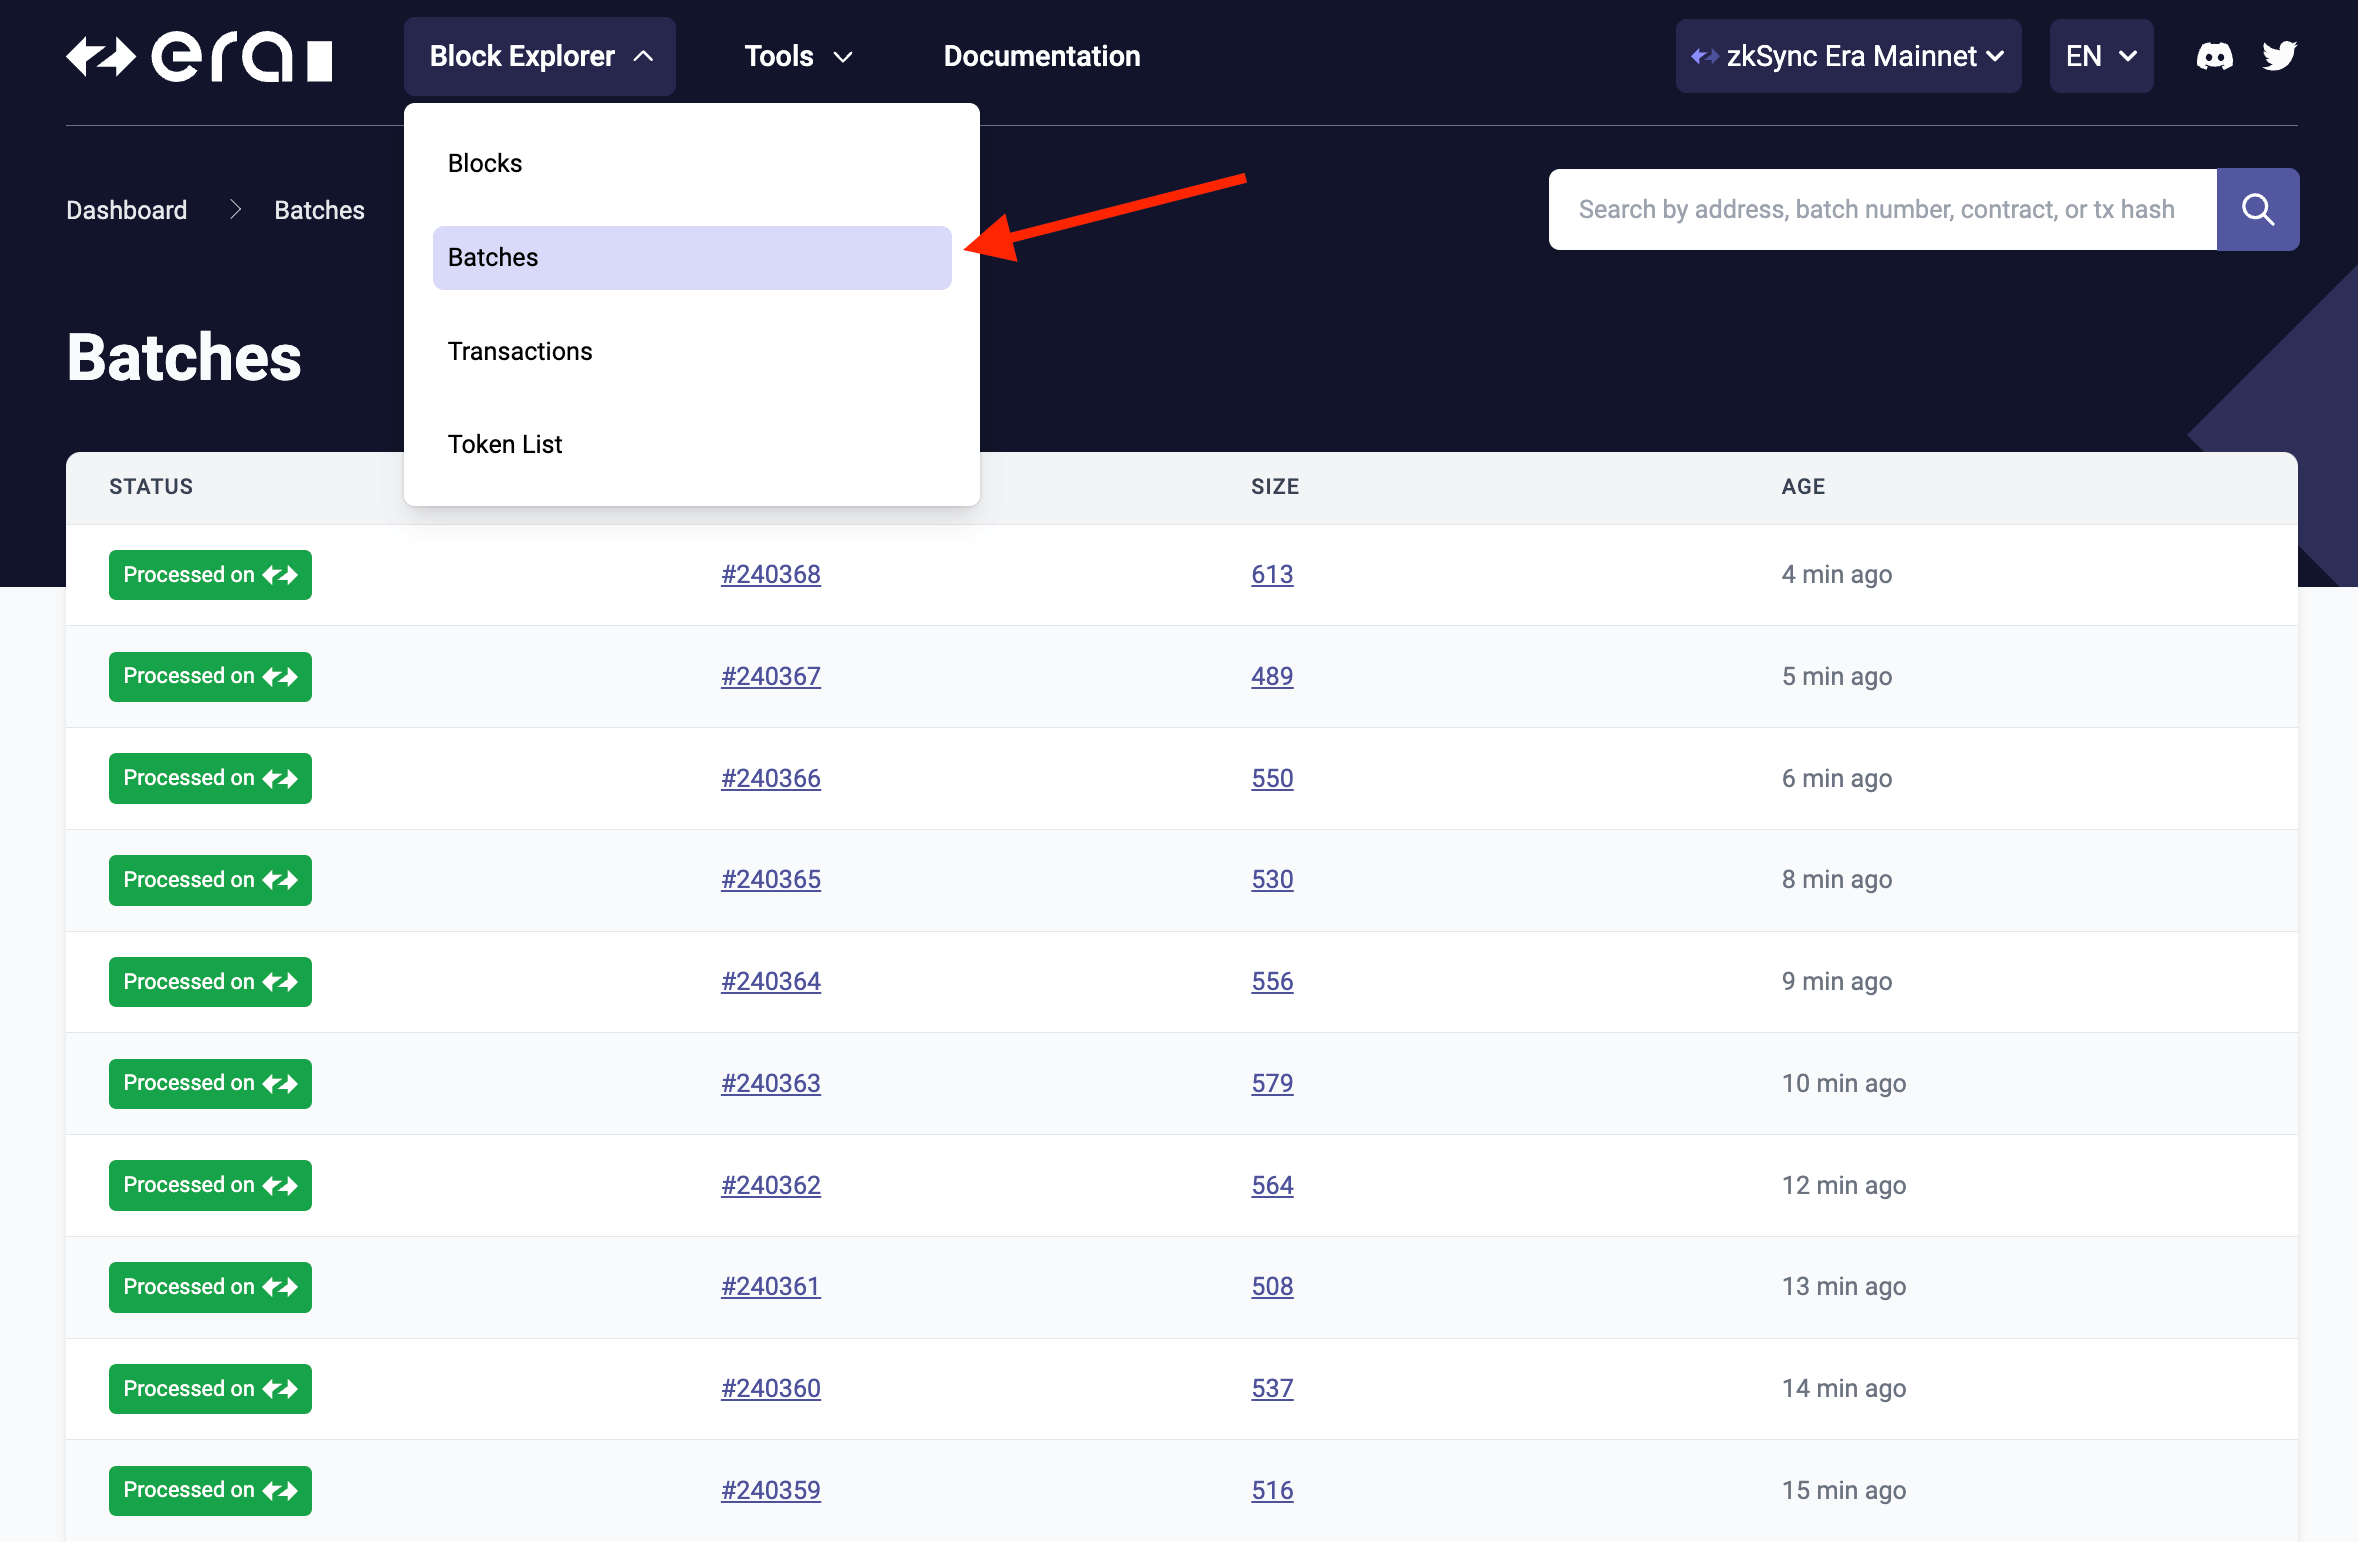 era
Block Explorer
Tools
Documentation
zkSync Era Mainnet
EN
Blocks
Batches
Transactions
Token List
Dashboard
Batches
Search by address, batch number, contract, or tx hash
Batches
STATUS SIZE AGE
Processed on #240368 613 4 min ago
Processed on #240367 489 5 min ago
Processed on #240366 550 6 min ago
Processed on #240365 530 8 min ago
Processed on #240364 556 9 min ago
Processed on #240363 579 10 min ago
Processed on #240362 564 12 min ago
Processed on #240361 508 13 min ago
Processed on #240360 537 14 min ago
Processed on #240359 516 15 min ago